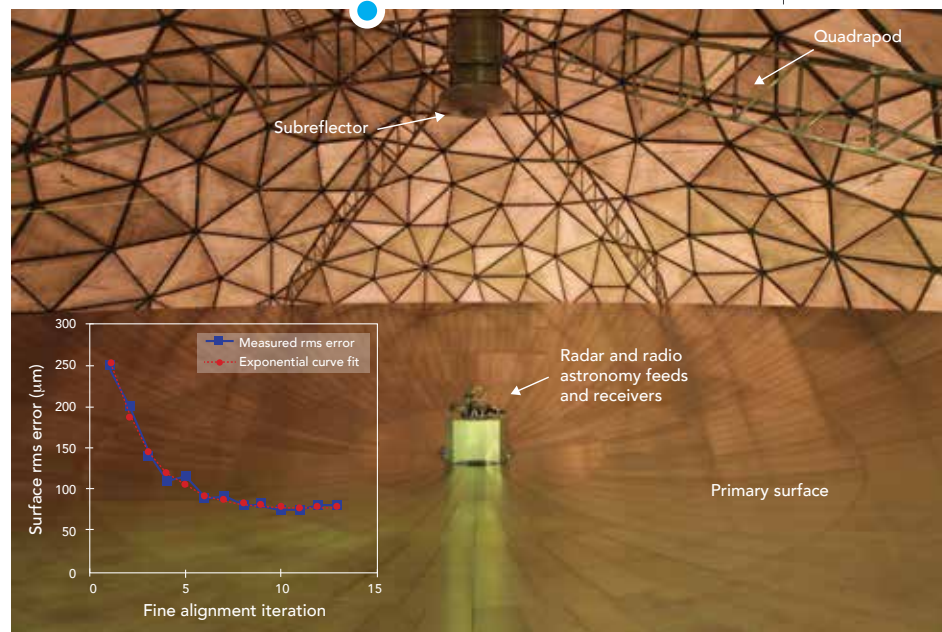 Quadrapod
Subreflector
300
250
200
150
100
50
0
Surface rms error (μm)
Measured rms error
Exponential curve fit
0
5
10
15
Fine alignment iteration
Radar and radio
astronomy feeds
and receivers
Primary surface